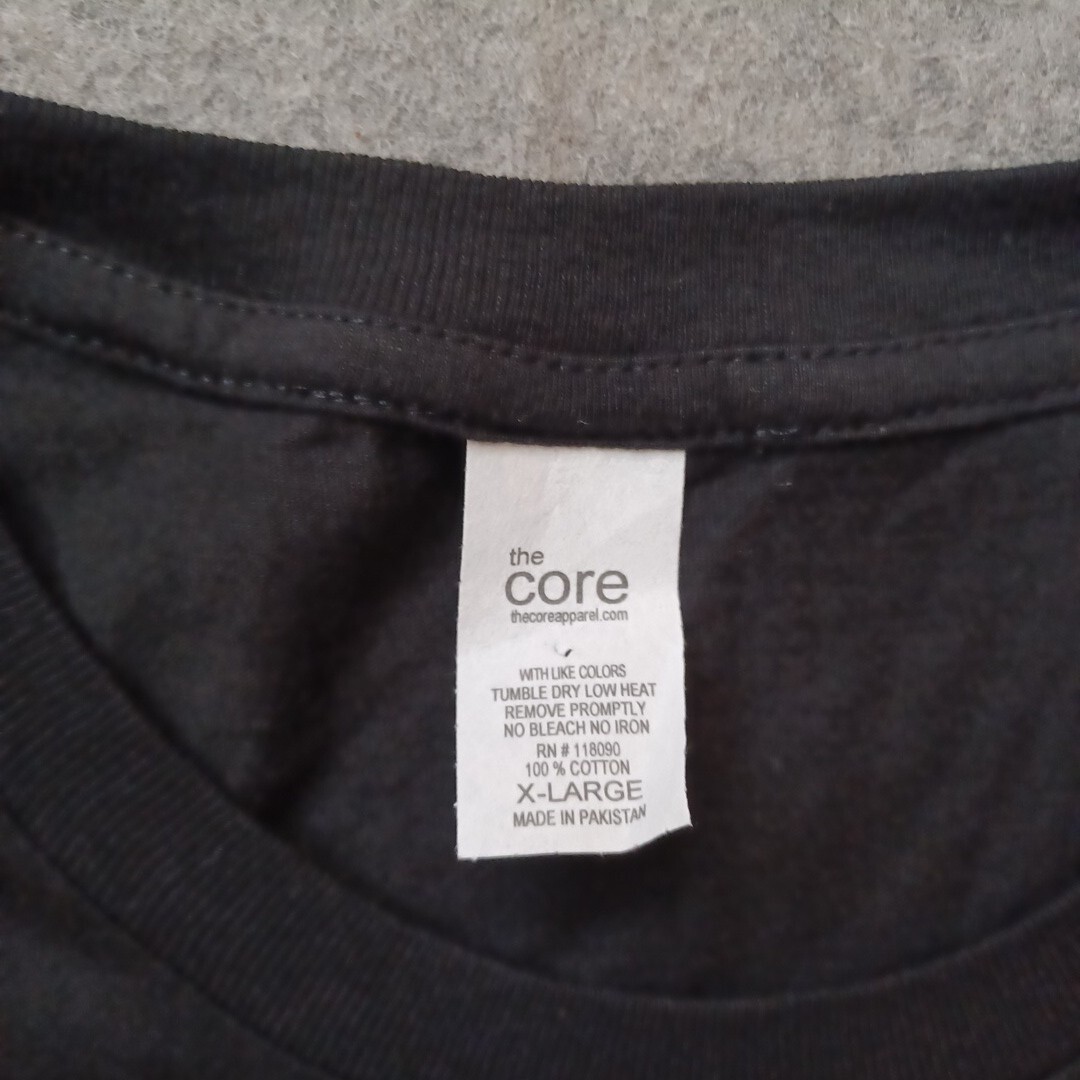 the
core
thecoreapparel.com
WITH LIKE COLORS
TUMBLE DRY LOW HEAT
REMOVE PROMPTLY
NO BLEACH NO IRON
RN # 118090
100 % COTTON
X-LARGE
MADE IN PAKISTAN